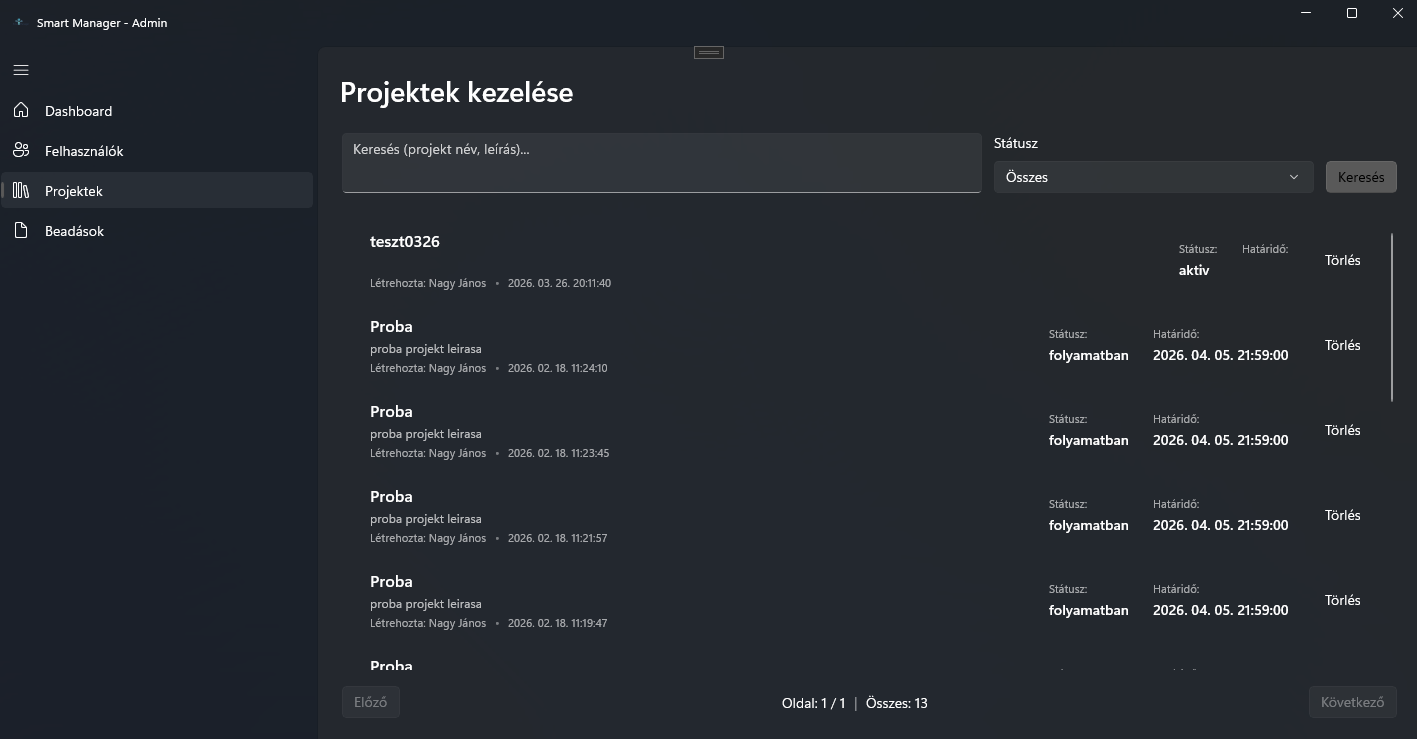 Smart Manager - Admin
Dashboard
Felhasználók
Projektek
Beadások
Projektek kezelése
Keresés (projekt név, leírás)...
Státusz
Összes
Keresés
teszt0326
Létrehozta: Nagy János • 2026. 03. 26. 20:11:40
Státusz: Határidő:
aktiv
Törlés
Proba
proba projekt leirasa
Létrehozta: Nagy János • 2026. 02. 18. 11:24:10
Státusz: Határidő:
folyamatban 2026. 04. 05. 21:59:00
Törlés
Proba
proba projekt leirasa
Létrehozta: Nagy János • 2026. 02. 18. 11:23:45
Státusz: Határidő:
folyamatban 2026. 04. 05. 21:59:00
Törlés
Proba
proba projekt leirasa
Létrehozta: Nagy János • 2026. 02. 18. 11:21:57
Státusz: Határidő:
folyamatban 2026. 04. 05. 21:59:00
Törlés
Proba
proba projekt leirasa
Létrehozta: Nagy János • 2026. 02. 18. 11:19:47
Státusz: Határidő:
folyamatban 2026. 04. 05. 21:59:00
Törlés
Proba
Előző
Oldal: 1 / 1 | Összes: 13
Következő